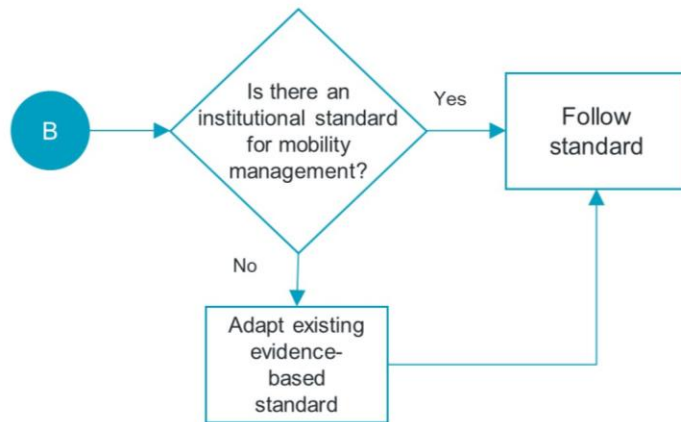 B
Is there an
institutional standard
for mobility
management?
Yes
Follow
standard
No
Adapt existing
evidence-
based
standard